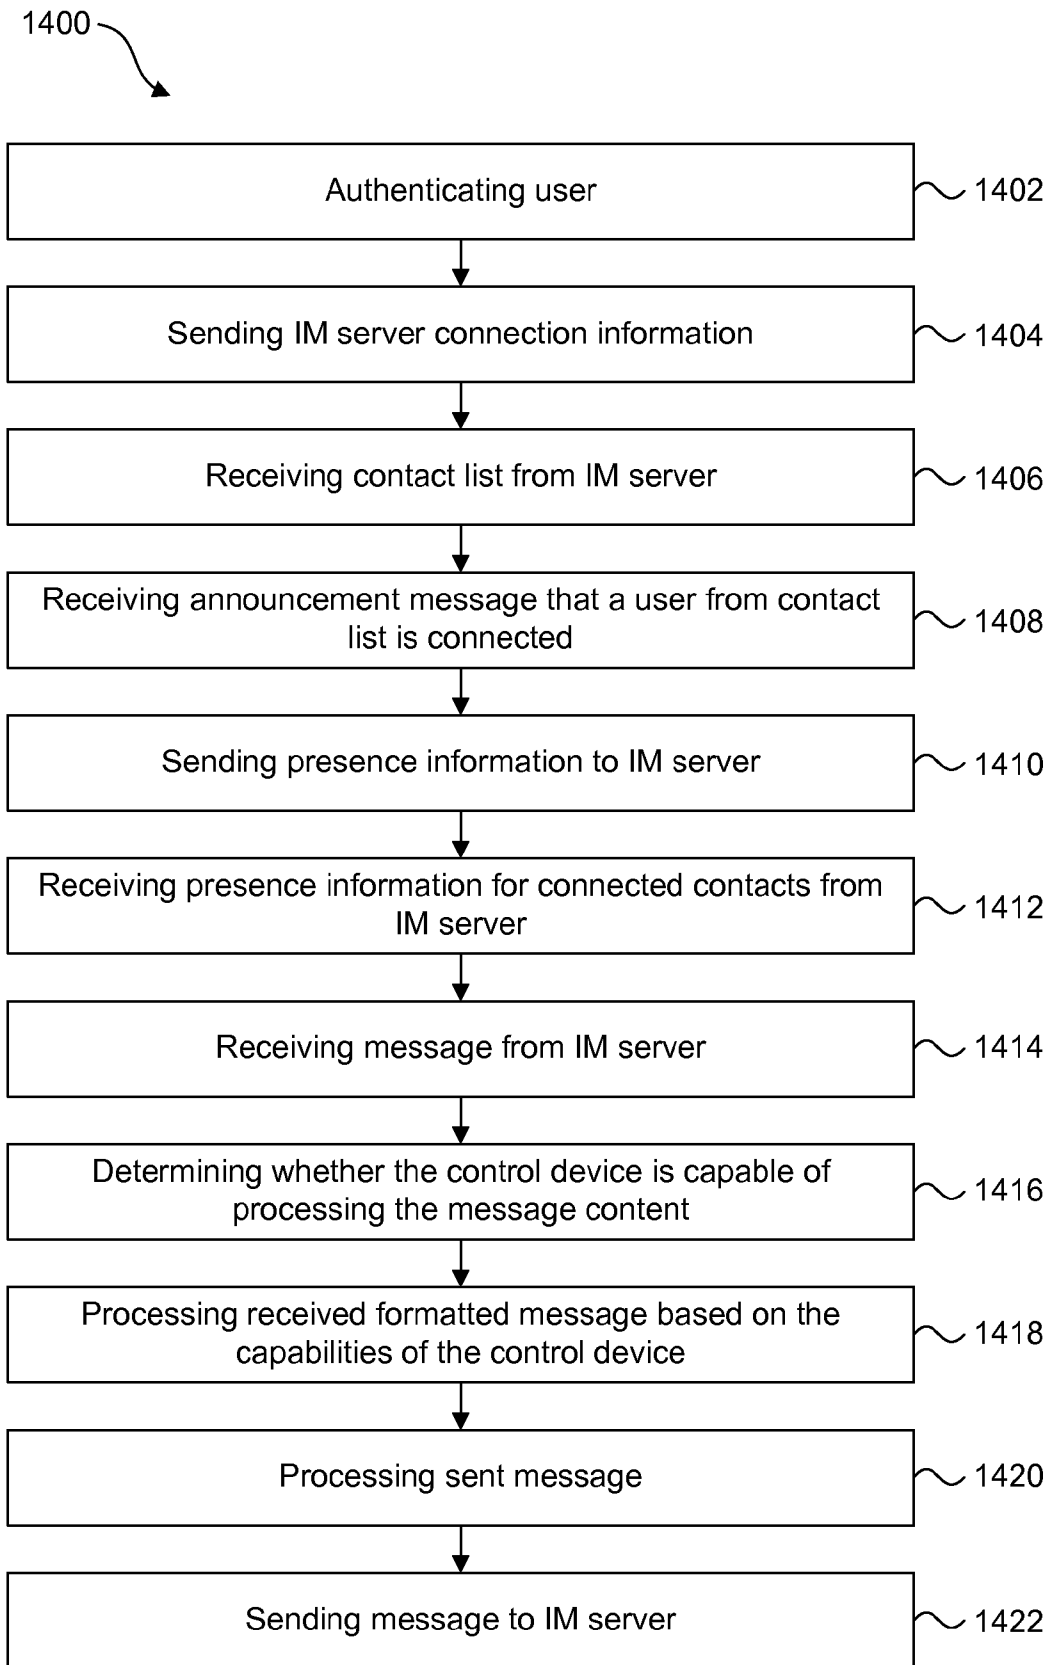 1400
Authenticating user
1402
Sending IM server connection information
1404
Receiving contact list from IM server
1406
Receiving announcement message that a user from contact
list is connected
1408
Sending presence information to IM server
1410
Receiving presence information for connected contacts from
IM server
1412
Receiving message from IM server
1414
Determining whether the control device is capable of
processing the message content
1416
Processing received formatted message based on the
capabilities of the control device
1418
Processing sent message
1420
Sending message to IM server
1422